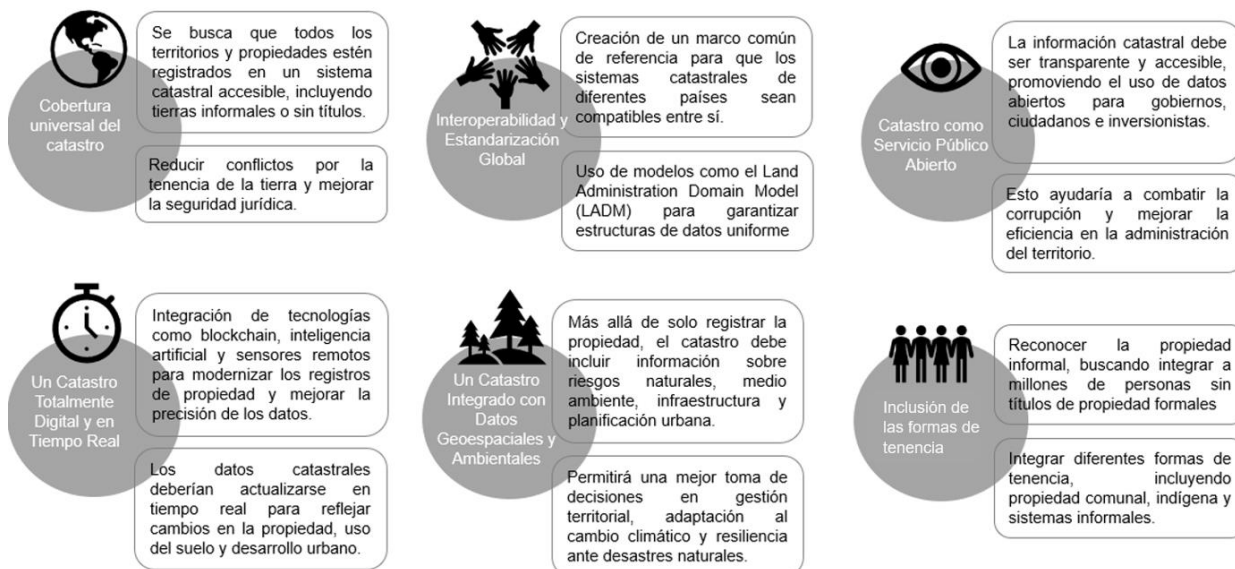 Cobertura
universal del
catastro
Se busca que todos los
territorios y propiedades estén
registrados en un sistema
catastral accesible, incluyendo
tierras informales o sin títulos.
Reducir conflictos por la
tenencia de la tierra y mejorar
la seguridad jurídica.
Interoperabilidad y
Estandarización
Global
Creación de un marco común
de referencia para que los
sistemas catastrales de
diferentes países sean
compatibles entre sí.
Uso de modelos como el Land
Administration Domain Model
(LADM) para garantizar
estructuras de datos uniforme
Catastro como
Servicio Público
Abierto
La información catastral debe
ser transparente y accesible,
promoviendo el uso de datos
abiertos para gobiernos,
ciudadanos e inversionistas.
Esto ayudaría a combatir la
corrupción y mejorar la
eficiencia en la administración
del territorio.
Un Catastro
Totalmente
Digital y en
Tiempo Real
Integración de tecnologías
como blockchain, inteligencia
artificial y sensores remotos
para modernizar los registros
de propiedad y mejorar la
precisión de los datos.
Los datos catastrales
deberían actualizarse en
tiempo real para reflejar
cambios en la propiedad, uso
del suelo y desarrollo urbano.
Un Catastro
Integrado con
Datos
Geoespaciales y
Ambientales
Más allá de solo registrar la
propiedad, el catastro debe
incluir información sobre
riesgos naturales, medio
ambiente, infraestructura y
planificación urbana.
Permitirá una mejor toma de
decisiones en gestión
territorial, adaptación al
cambio climático y resiliencia
ante desastres naturales.
Inclusión de
las formas de
tenencia
Reconocer la propiedad
informal, buscando integrar a
millones de personas sin
títulos de propiedad formales
Integrar diferentes formas de
tenencia, incluyendo
propiedad comunal, indígena y
sistemas informales.